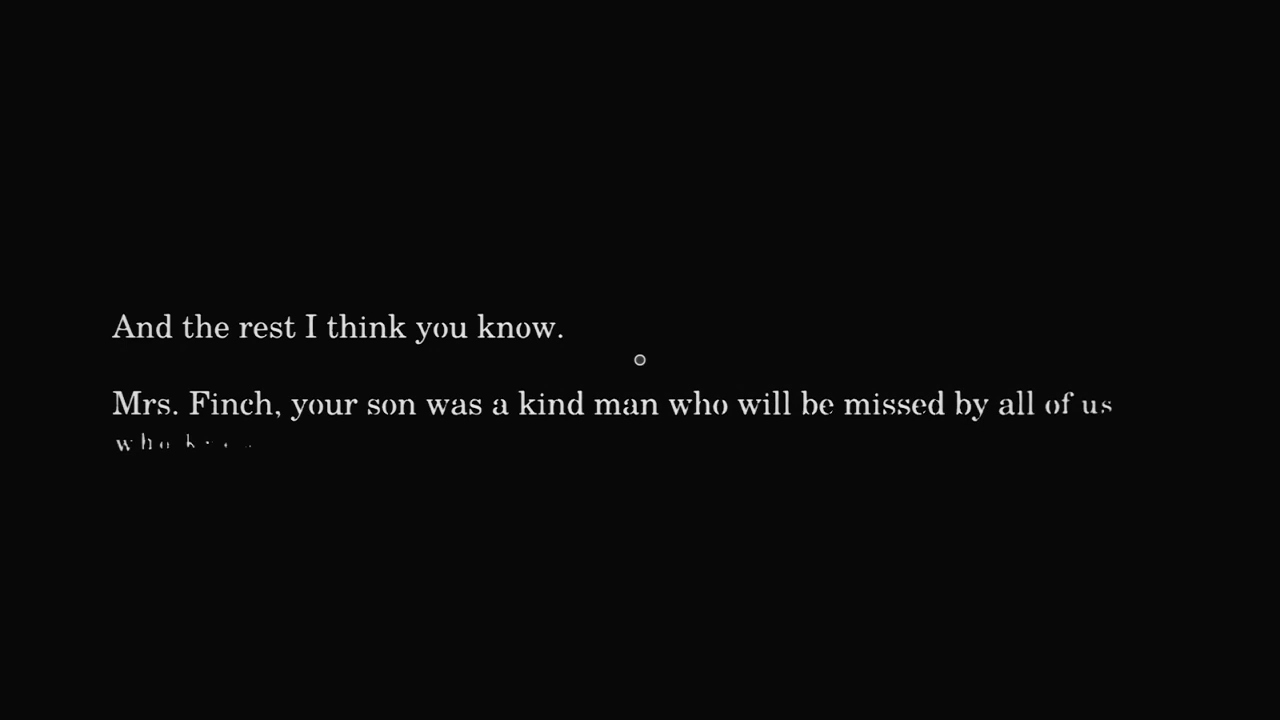 And the rest I think you know.
Mrs. Finch, your son was a kind man who will be missed by all of us
who